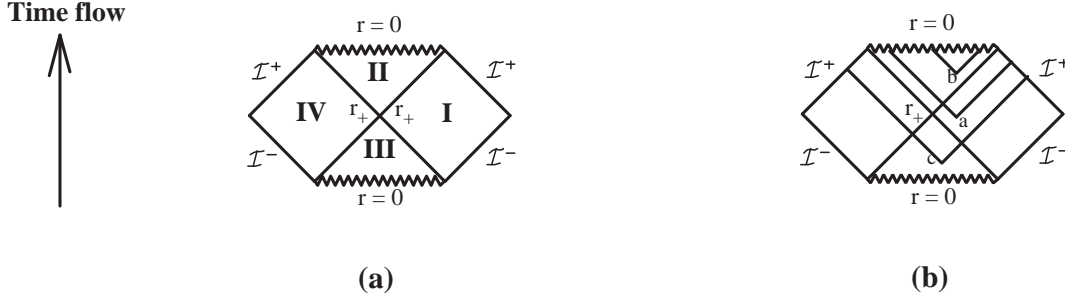 Time flow
r = 0
r = 0
ℐ+
II
ℐ+
ℐ+
b
ℐ+
IV
r+
r+
I
r+
a
III
c
ℐ−
ℐ−
ℐ−
ℐ−
r = 0
r = 0
(a)
(b)